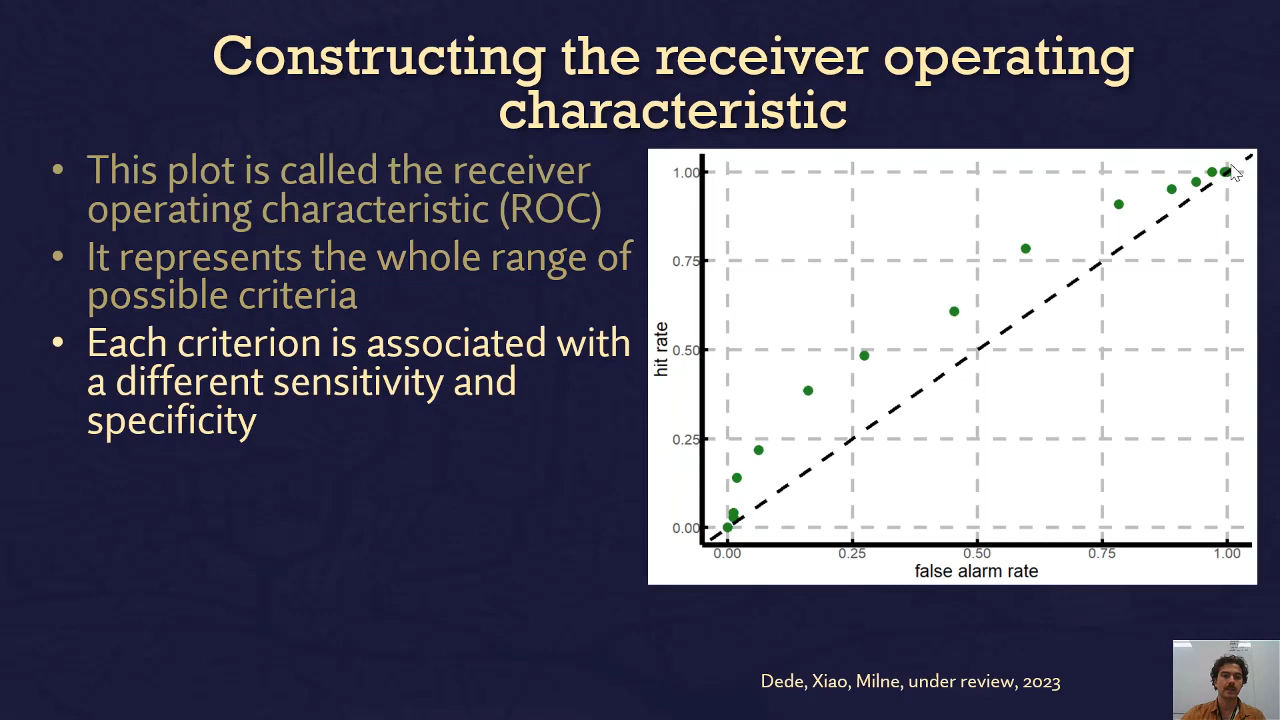 Constructing the receiver operating
characteristic
• This plot is called the receiver
operating characteristic (ROC)
• It represents the whole range of
possible criteria
• Each criterion is associated with
a different sensitivity and
specificity
1.00
0.75
0.50
0.25
0.00
hit rate
0.00 0.25 0.50 0.75 1.00
false alarm rate
Dede, Xiao, Milne, under review, 2023